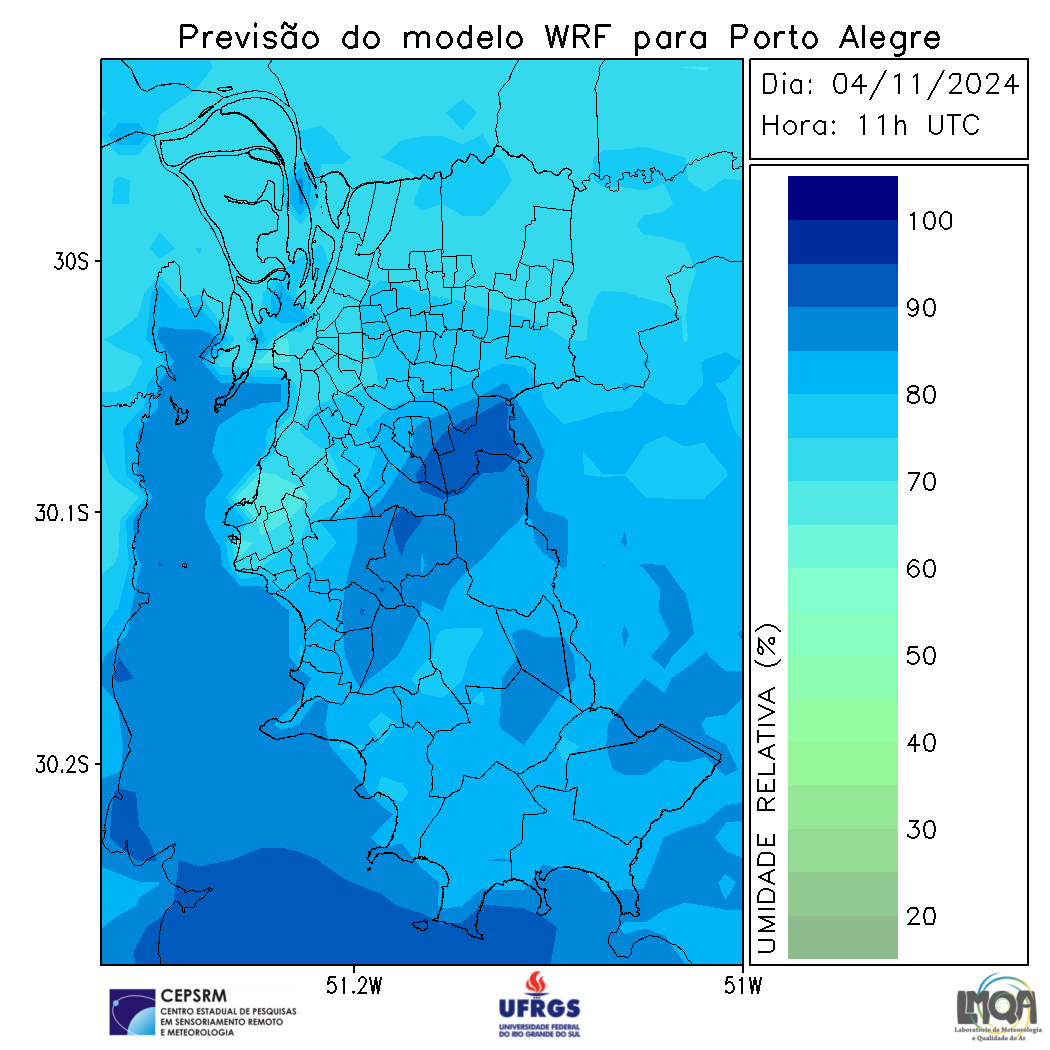 Previsão do modelo WRF para Porto Alegre
Dia: 04/11/2024
Hora: 11h UTC
30S
30.1S
30.2S
51.2W
51W
100
90
80
70
60
50
40
30
20
UMIDADE RELATIVA (%)
CEPSRM
CENTRO ESTADUAL DE PESQUISAS
EM SENSORIAMENTO REMOTO
E METEOROLOGIA
UFRGS
UNIVERSIDADE FEDERAL
DO RIO GRANDE DO SUL
LMQA
Laboratório de Meteorologia
e Qualidade do Ar